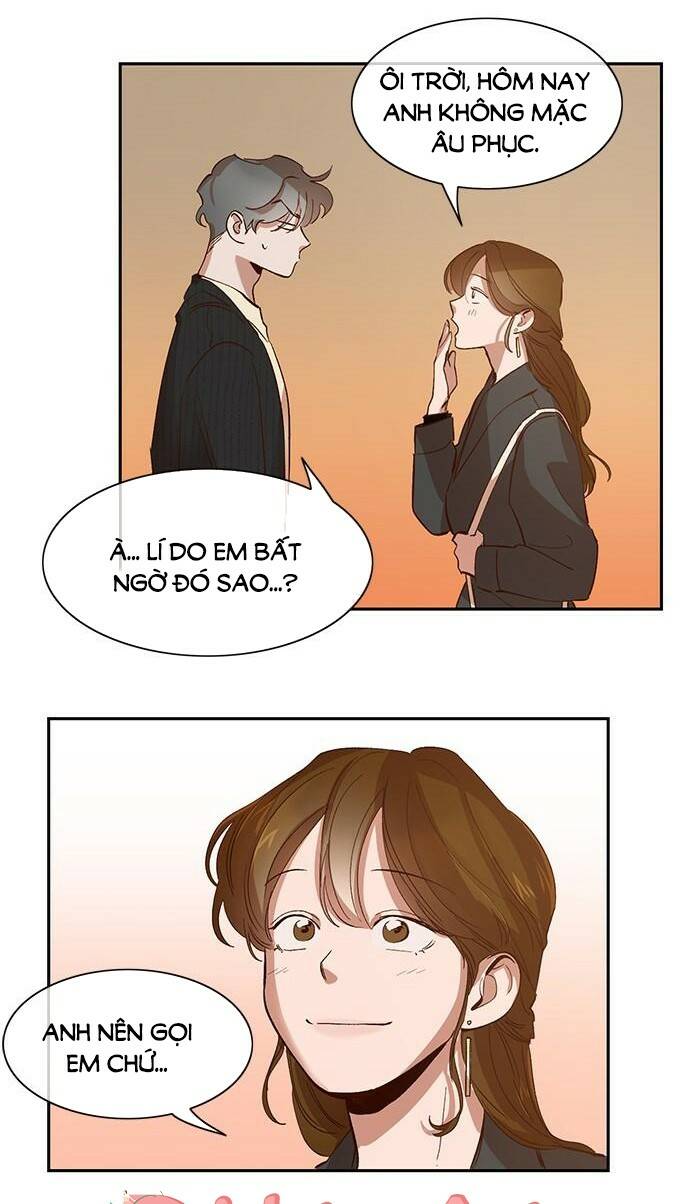 ÔI TRỜI, HÔM NAY
ANH KHÔNG MẶC
ÂU PHỤC.
À... LÍ DO EM BẤT
NGỜ ĐÓ SAO...?
ANH NÊN GỌI
EM CHỨ...